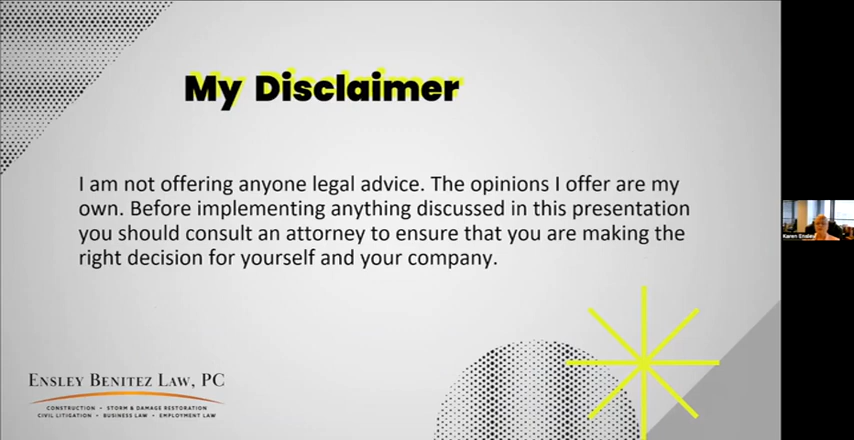 My Disclaimer
I am not offering anyone legal advice. The opinions I offer are my
own. Before implementing anything discussed in this presentation
you should consult an attorney to ensure that you are making the
right decision for yourself and your company.
Karen Ensley
ENSLEY BENITEZ LAW, PC
CONSTRUCTION • STORM & DAMAGE RESTORATION
CIVIL LITIGATION • BUSINESS LAW • EMPLOYMENT LAW